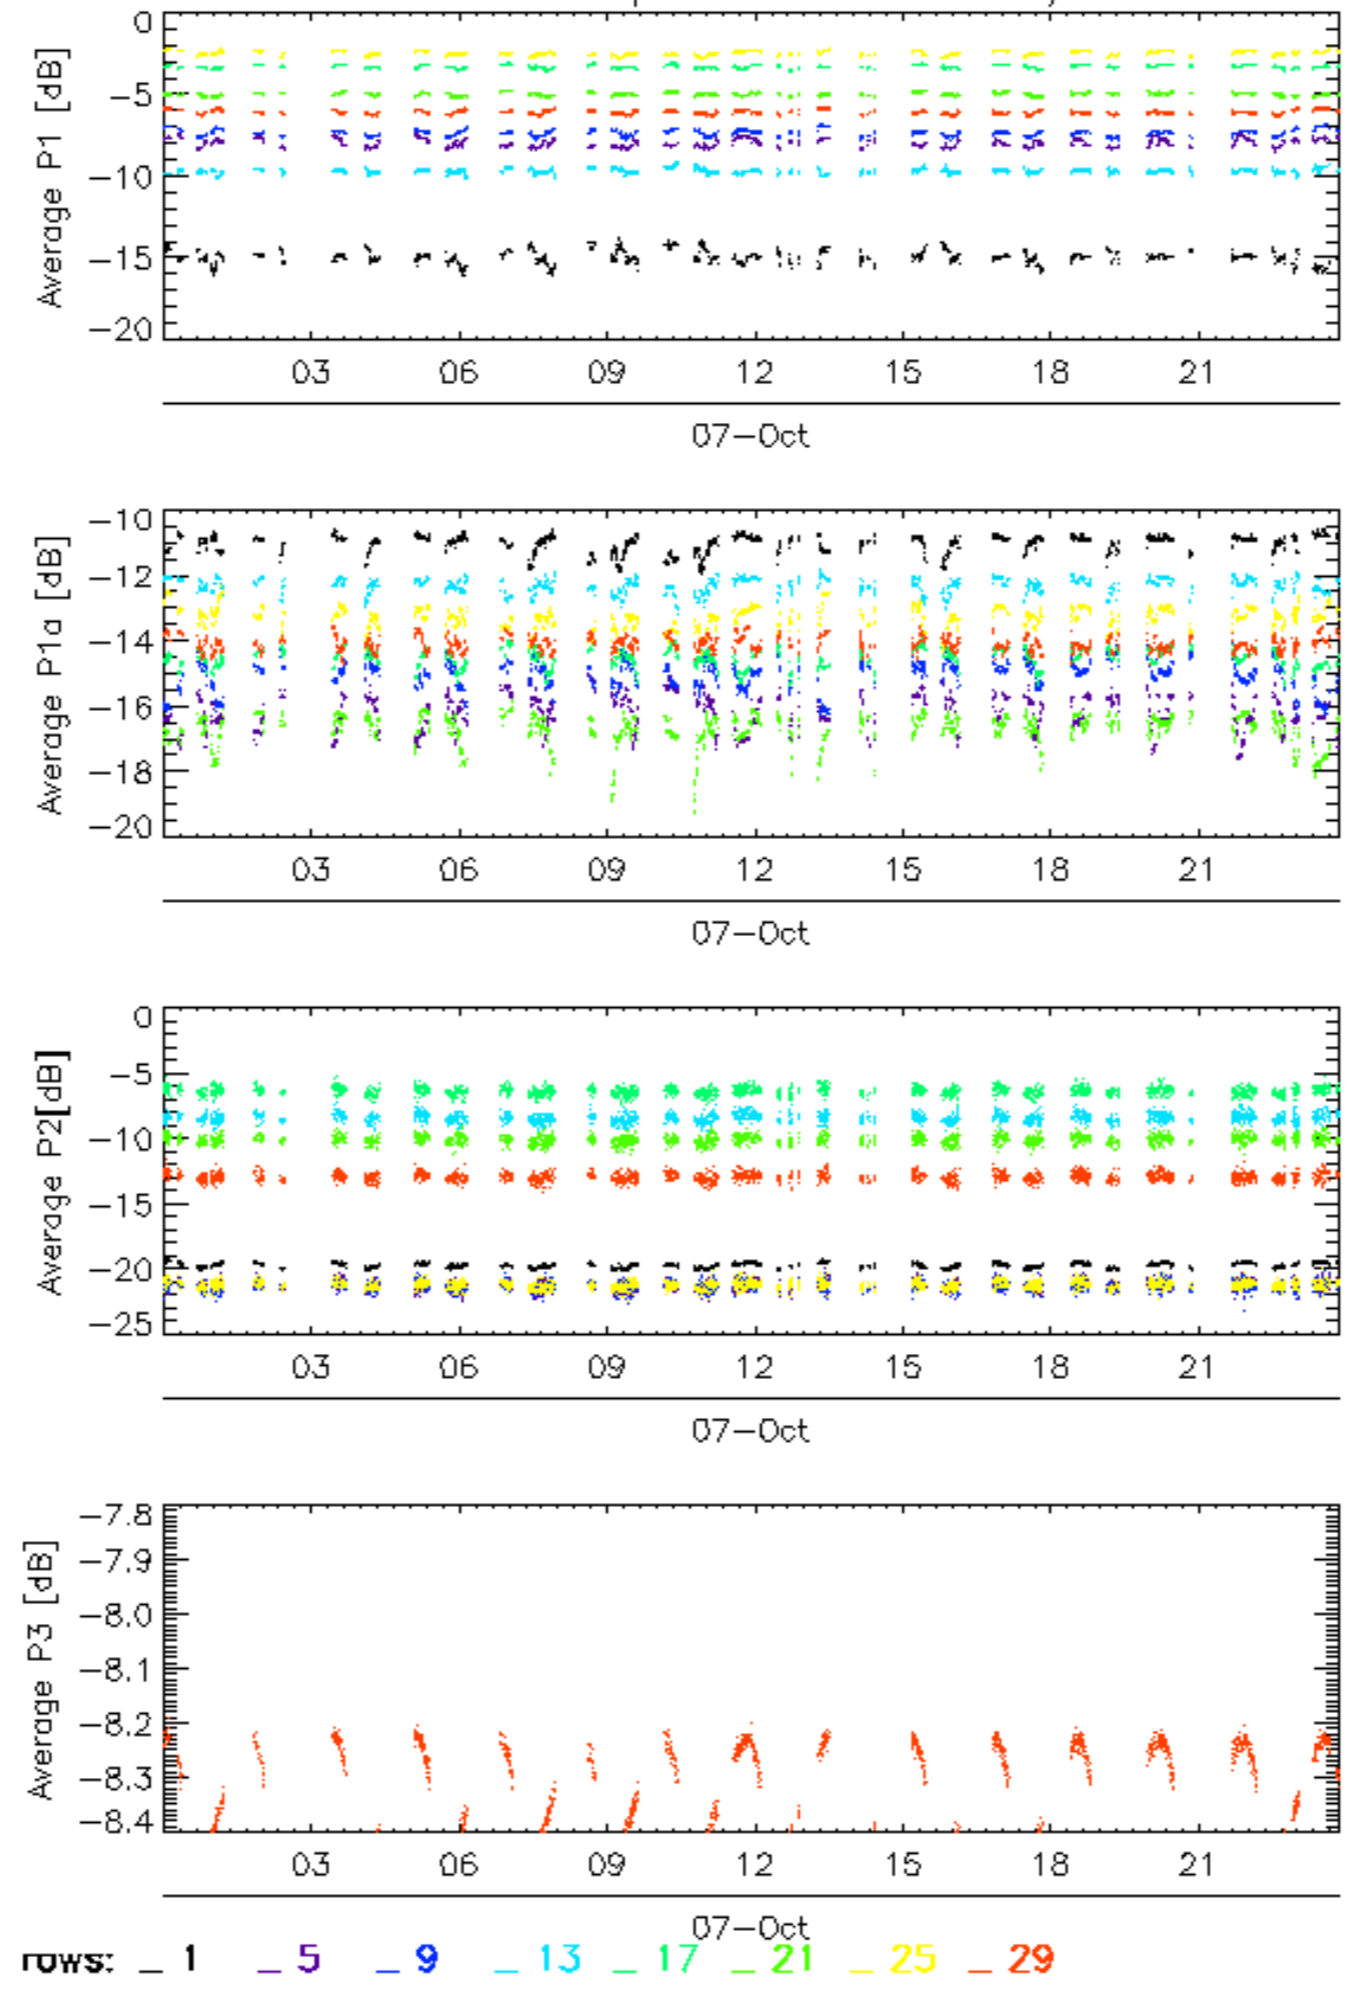 0
−5
−10
−15
−20
Average P1 [dB]
03 06 09 12 15 18 21
07−Oct
−10
−12
−14
−16
−18
−20
Average P1a [dB]
03 06 09 12 15 18 21
07−Oct
0
−5
−10
−15
−20
−25
Average P2[dB]
03 06 09 12 15 18 21
07−Oct
−7.8
−7.9
−8.0
−8.1
−8.2
−8.3
−8.4
Average P3 [dB]
03 06 09 12 15 18 21
07−Oct
rows: _ 1 _ 5 _ 9 _ 13 _ 17 _ 21 _ 25 _ 29